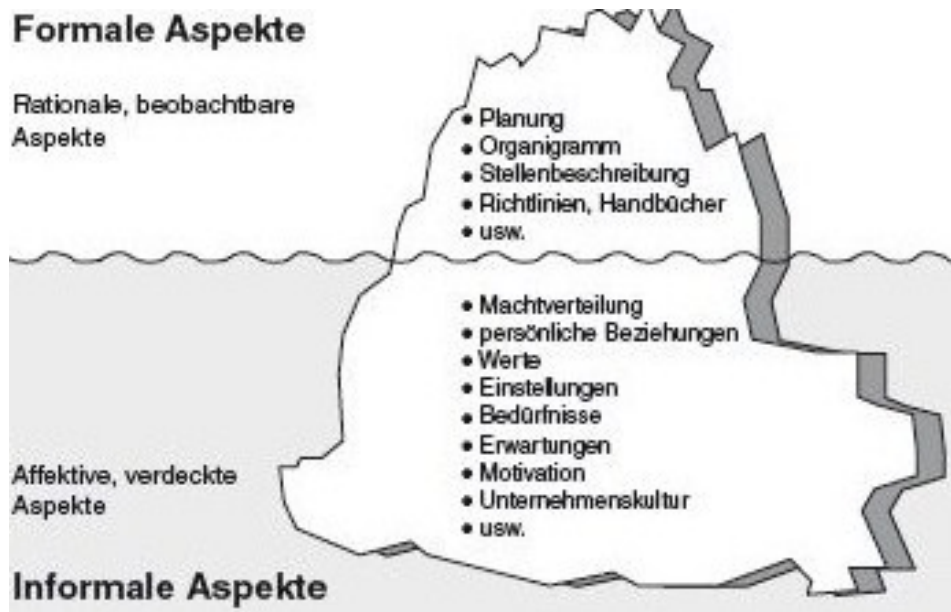 Formale Aspekte
Rationale, beobachtbare
Aspekte
• Planung
• Organigramm
• Stellenbeschreibung
• Richtlinien, Handbücher
• usw.
• Machtverteilung
• persönliche Beziehungen
• Werte
• Einstellungen
• Bedürfnisse
• Erwartungen
• Motivation
• Unternehmenskultur
• usw.
Affektive, verdeckte
Aspekte
Informale Aspekte